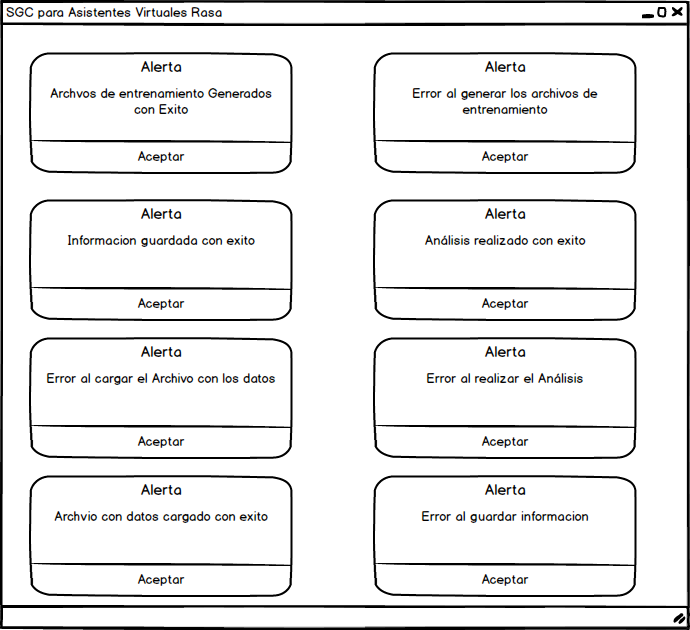 SGC para Asistentes Virtuales Rasa
Alerta
Archvos de entrenamiento Generados
con Exito
Aceptar
Alerta
Error al generar los archivos de
entrenamiento
Aceptar
Alerta
Informacion guardada con exito
Aceptar
Alerta
Análisis realizado con exito
Aceptar
Alerta
Error al cargar el Archivo con los datos
Aceptar
Alerta
Error al realizar el Análisis
Aceptar
Alerta
Archvio con datos cargado con exito
Aceptar
Alerta
Error al guardar informacion
Aceptar